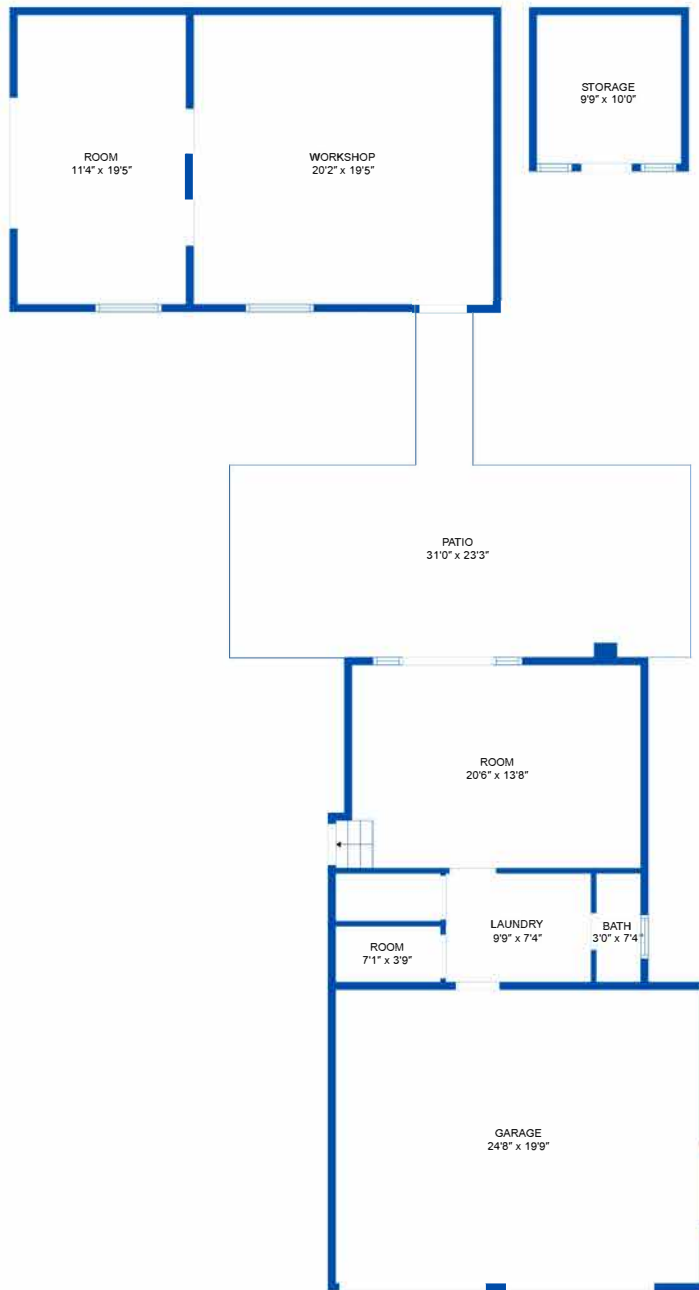 STORAGE
9'9" x 10'0"
ROOM
11'4" x 19'5"
WORKSHOP
20'2" x 19'5"
PATIO
31'0" x 23'3"
ROOM
20'6" x 13'8"
LAUNDRY
9'9" x 7'4"
BATH
3'0" x 7'4"
ROOM
7'1" x 3'9"
GARAGE
24'8" x 19'9"